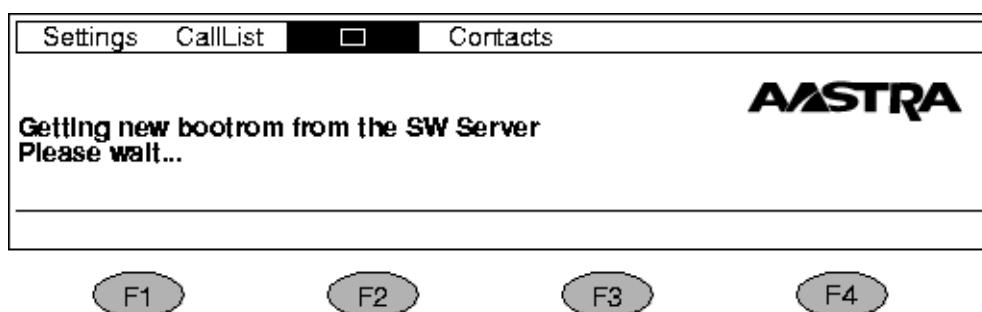 Settings CallList Contacts
AASTRA
Getting new bootrom from the SW Server
Please wait...
F1 F2 F3 F4